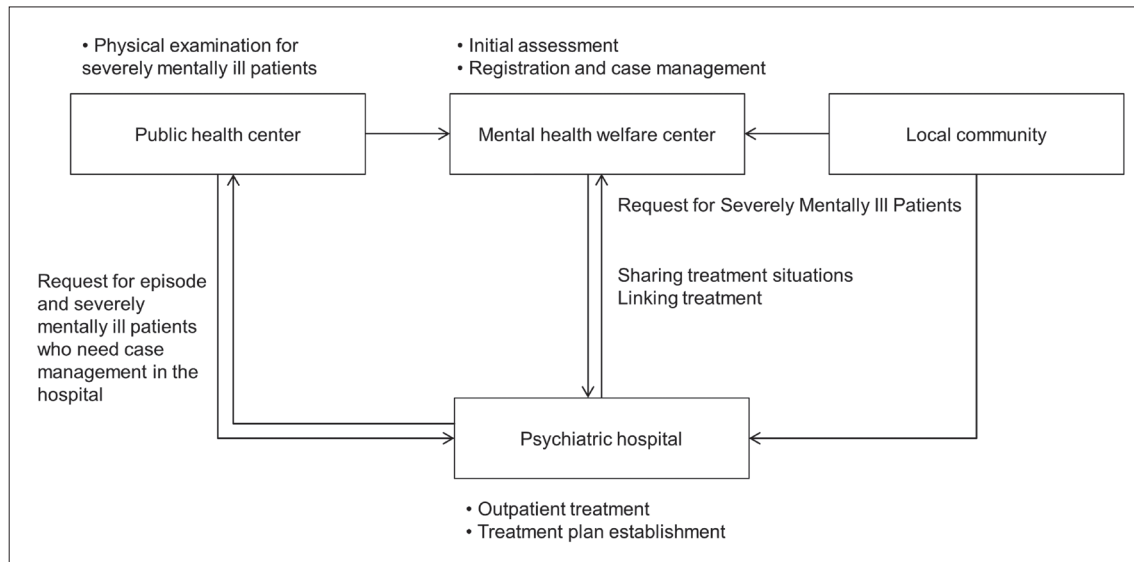 • Physical examination for
severely mentally ill patients
• Initial assessment
• Registration and case management
Public health center
Mental health welfare center
Local community
Request for Severely Mentally Ill Patients
Sharing treatment situations
Linking treatment
Request for episode
and severely
mentally ill patients
who need case
management in the
hospital
Psychiatric hospital
• Outpatient treatment
• Treatment plan establishment